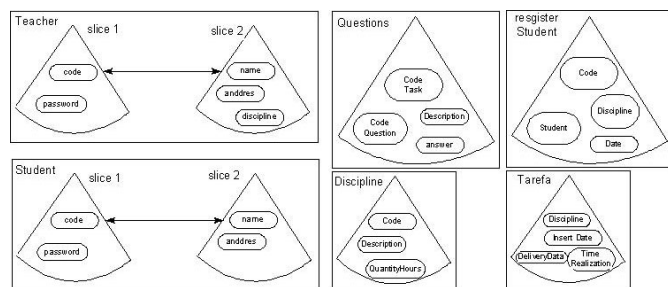 Teacher
slice 1
slice 2
code
password
name
anddres
discipline
Questions
Code
Task
Code
Question
Description
answer
resgister
Student
Code
Student
Discipline
Date
Student
slice 1
slice 2
code
password
name
anddres
Discipline
Code
Description
QuantityHours
Tarefa
Discipline
Insert Date
DeliveryData
Time
Realization